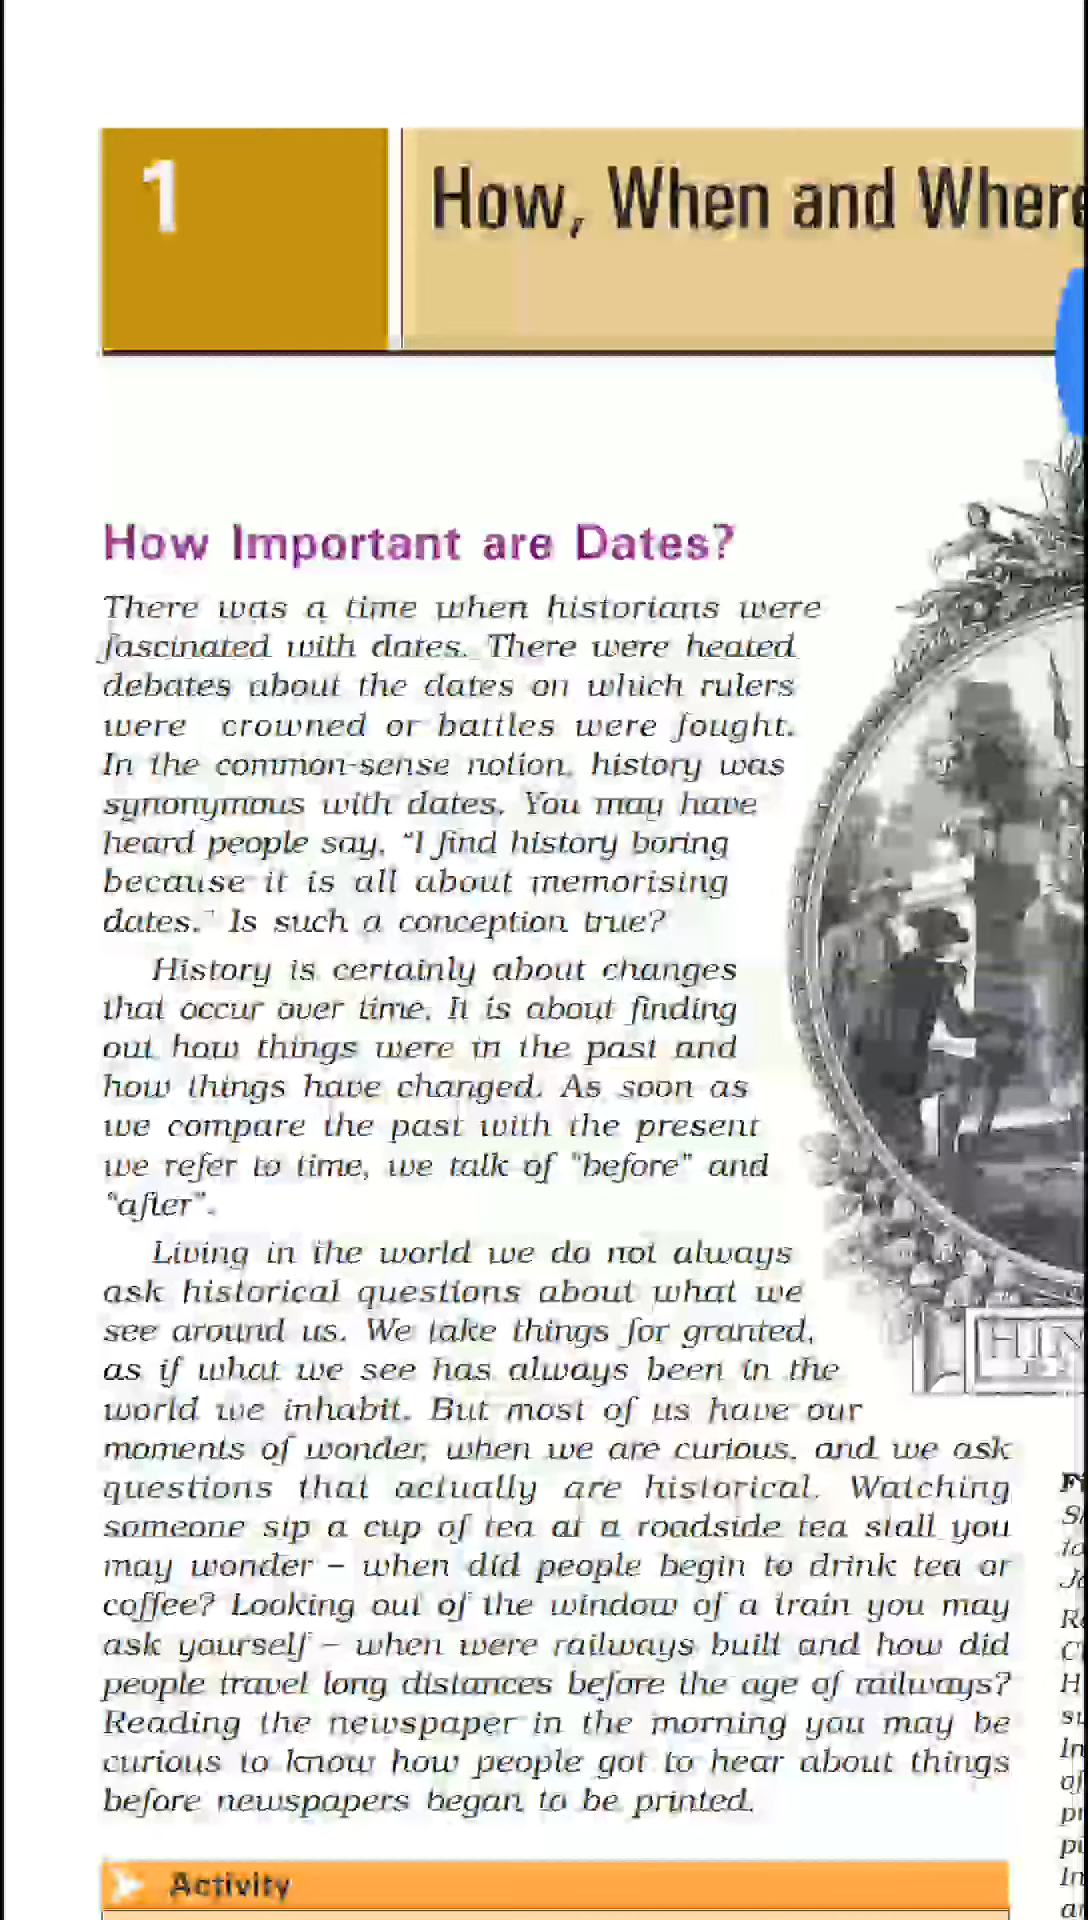 1
How, When and Where
How Important are Dates?
There was a time when historians were
fascinated with dates. There were heated
debates about the dates on which rulers
were crowned or battles were fought.
In the common-sense notion, history was
synonymous with dates. You may have
heard people say, "I find history boring
because it is all about memorising
dates." Is such a conception true?
History is certainly about changes
that occur over time. It is about finding
out how things were in the past and
how things have changed. As soon as
we compare the past with the present
we refer to time, we talk of "before" and
"after".
Living in the world we do not always
ask historical questions about what we
see around us. We take things for granted,
as if what we see has always been in the
world we inhabit. But most of us have our
moments of wonder, when we are curious, and we ask
questions that actually are historical. Watching
someone sip a cup of tea at a roadside tea stall you
may wonder – when did people begin to drink tea or
coffee? Looking out of the window of a train you may
ask yourself – when were railways built and how did
people travel long distances before the age of railways?
Reading the newspaper in the morning you may be
curious to know how people got to hear about things
before newspapers began to be printed.
Activity